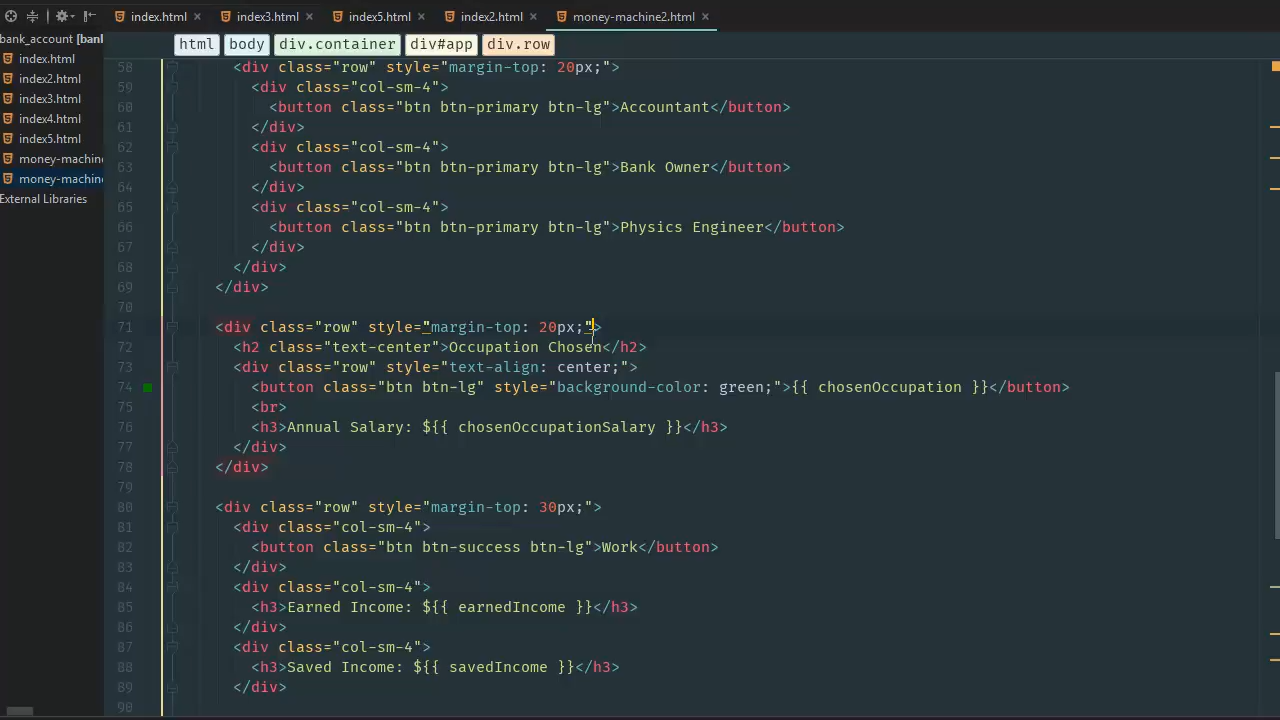 index.html × index3.html × index5.html × index2.html × money-machine2.html ×
bank_account [bank
index.html
index2.html
index3.html
index4.html
index5.html
money-machine
money-machine
External Libraries
html body div.container div#app div.row
58 <div class="row" style="margin-top: 20px;">
59 <div class="col-sm-4">
60 <button class="btn btn-primary btn-lg">Accountant</button>
61 </div>
62 <div class="col-sm-4">
63 <button class="btn btn-primary btn-lg">Bank Owner</button>
64 </div>
65 <div class="col-sm-4">
66 <button class="btn btn-primary btn-lg">Physics Engineer</button>
67 </div>
68 </div>
69 </div>
70
71 <div class="row" style="margin-top: 20px;">
72 <h2 class="text-center">Occupation Chosen</h2>
73 <div class="row" style="text-align: center;">
74 <button class="btn btn-lg" style="background-color: green;">{{ chosenOccupation }}</button>
75 <br>
76 <h3>Annual Salary: ${{ chosenOccupationSalary }}</h3>
77 </div>
78 </div>
79
80 <div class="row" style="margin-top: 30px;">
81 <div class="col-sm-4">
82 <button class="btn btn-success btn-lg">Work</button>
83 </div>
84 <div class="col-sm-4">
85 <h3>Earned Income: ${{ earnedIncome }}</h3>
86 </div>
87 <div class="col-sm-4">
88 <h3>Saved Income: ${{ savedIncome }}</h3>
89 </div>
90